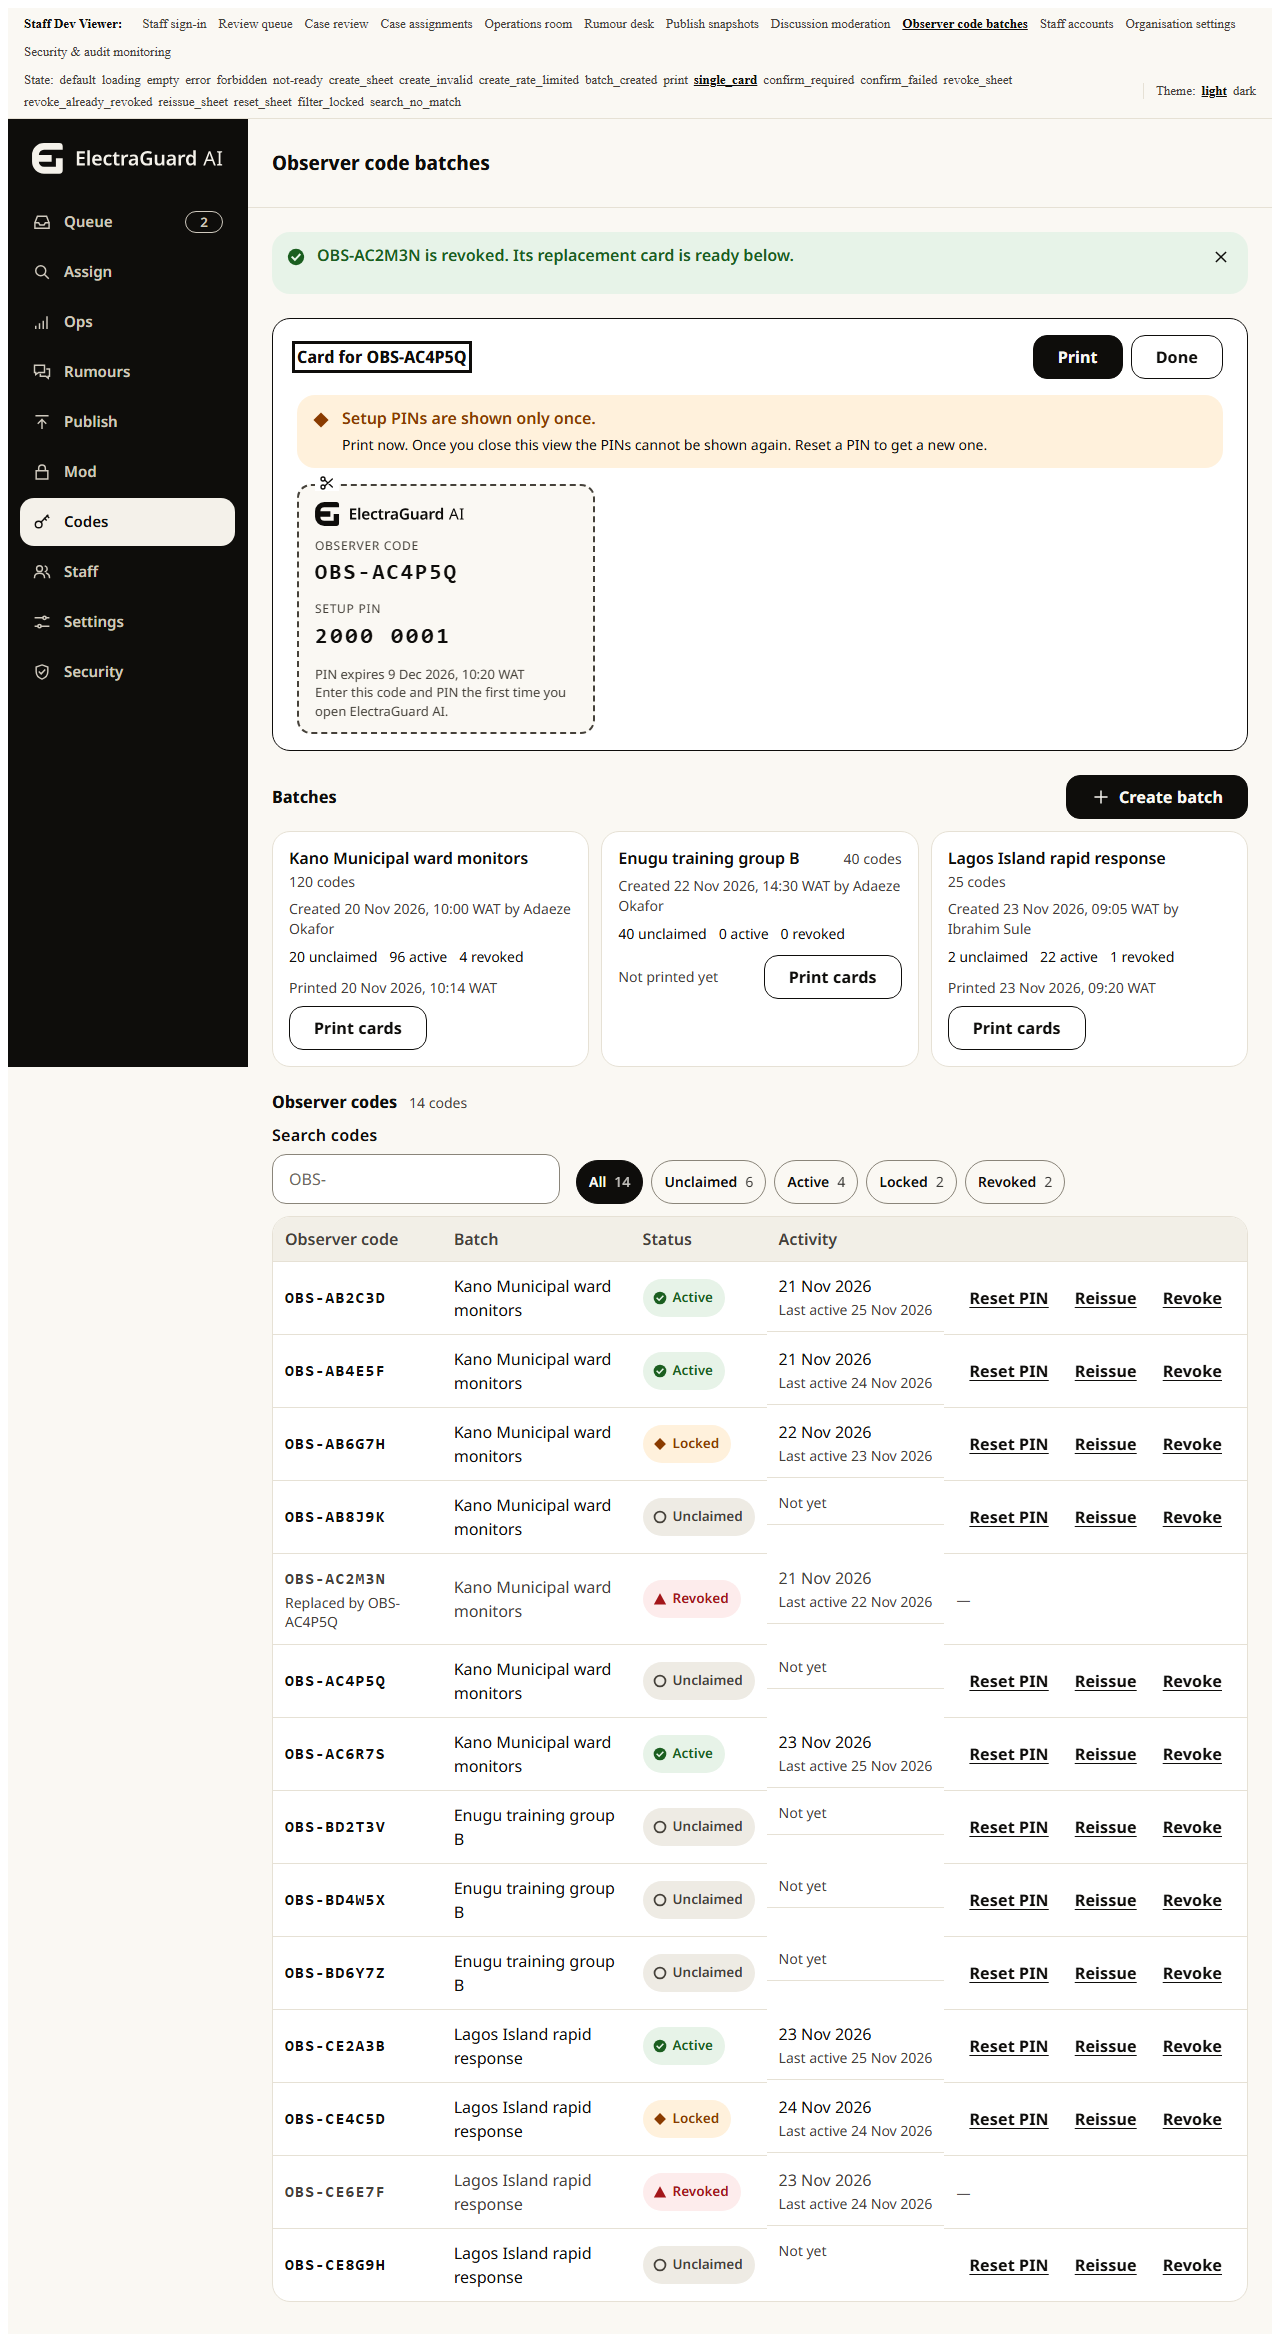 Staff Dev Viewer: Staff sign-in Review queue Case review Case assignments Operations room Rumour desk Publish snapshots Discussion moderation Observer code batches Staff accounts Organisation settings
Security & audit monitoring
State: default loading empty error forbidden not-ready create_sheet create_invalid create_rate_limited batch_created print single_card confirm_required confirm_failed revoke_sheet
revoke_already_revoked reissue_sheet reset_sheet filter_locked search_no_match
Theme: light dark
ElectraGuard AI
Queue 2
Assign
Ops
Rumours
Publish
Mod
Codes
Staff
Settings
Security
Observer code batches
OBS-AC2M3N is revoked. Its replacement card is ready below.
Card for OBS-AC4P5Q
Print Done
Setup PINs are shown only once.
Print now. Once you close this view the PINs cannot be shown again. Reset a PIN to get a new one.
ElectraGuard AI
OBSERVER CODE
OBS-AC4P5Q
SETUP PIN
2000 0001
PIN expires 9 Dec 2026, 10:20 WAT
Enter this code and PIN the first time you
open ElectraGuard AI.
Batches
Create batch
Kano Municipal ward monitors
120 codes
Created 20 Nov 2026, 10:00 WAT by Adaeze
Okafor
20 unclaimed 96 active 4 revoked
Printed 20 Nov 2026, 10:14 WAT
Print cards
Enugu training group B 40 codes
Created 22 Nov 2026, 14:30 WAT by Adaeze
Okafor
40 unclaimed 0 active 0 revoked
Not printed yet Print cards
Lagos Island rapid response
25 codes
Created 23 Nov 2026, 09:05 WAT by
Ibrahim Sule
2 unclaimed 22 active 1 revoked
Printed 23 Nov 2026, 09:20 WAT
Print cards
Observer codes 14 codes
Search codes
OBS-
All 14 Unclaimed 6 Active 4 Locked 2 Revoked 2
Observer code Batch Status Activity
OBS-AB2C3D Kano Municipal ward monitors Active 21 Nov 2026 Last active 25 Nov 2026 Reset PIN Reissue Revoke
OBS-AB4E5F Kano Municipal ward monitors Active 21 Nov 2026 Last active 24 Nov 2026 Reset PIN Reissue Revoke
OBS-AB6G7H Kano Municipal ward monitors Locked 22 Nov 2026 Last active 23 Nov 2026 Reset PIN Reissue Revoke
OBS-AB8J9K Kano Municipal ward monitors Unclaimed Not yet Reset PIN Reissue Revoke
OBS-AC2M3N Replaced by OBS-AC4P5Q Kano Municipal ward monitors Revoked 21 Nov 2026 Last active 22 Nov 2026 —
OBS-AC4P5Q Kano Municipal ward monitors Unclaimed Not yet Reset PIN Reissue Revoke
OBS-AC6R7S Kano Municipal ward monitors Active 23 Nov 2026 Last active 25 Nov 2026 Reset PIN Reissue Revoke
OBS-BD2T3V Enugu training group B Unclaimed Not yet Reset PIN Reissue Revoke
OBS-BD4W5X Enugu training group B Unclaimed Not yet Reset PIN Reissue Revoke
OBS-BD6Y7Z Enugu training group B Unclaimed Not yet Reset PIN Reissue Revoke
OBS-CE2A3B Lagos Island rapid response Active 23 Nov 2026 Last active 25 Nov 2026 Reset PIN Reissue Revoke
OBS-CE4C5D Lagos Island rapid response Locked 24 Nov 2026 Last active 24 Nov 2026 Reset PIN Reissue Revoke
OBS-CE6E7F Lagos Island rapid response Revoked 23 Nov 2026 Last active 24 Nov 2026 —
OBS-CE8G9H Lagos Island rapid response Unclaimed Not yet Reset PIN Reissue Revoke